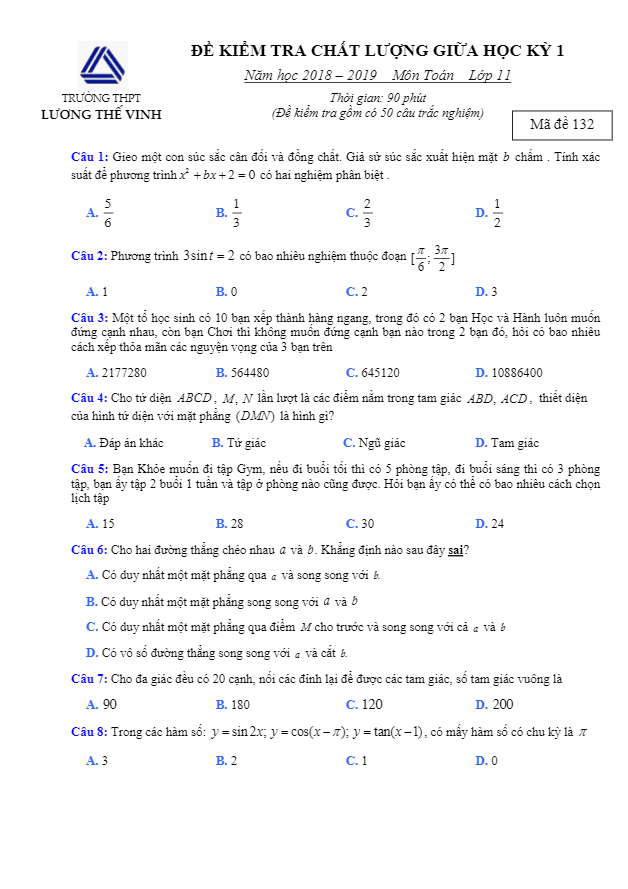 ĐỀ KIỂM TRA CHẤT LƯỢNG GIỮA HỌC KỲ 1
Năm học 2018 – 2019 Môn Toán Lớp 11
TRƯỜNG THPT
LƯƠNG THẾ VINH
Thời gian: 90 phút
(Đề kiểm tra gồm có 50 câu trắc nghiệm)
Mã đề 132
Câu 1: Gieo một con súc sắc cân đối và đồng chất. Giả sử súc sắc xuất hiện mặt b chấm . Tính xác
suất để phương trình x² + bx + 2 = 0 có hai nghiệm phân biệt .
A. 5/6 B. 1/3 C. 2/3 D. 1/2
Câu 2: Phương trình 3sin t = 2 có bao nhiêu nghiệm thuộc đoạn [π/6; 3π/2]
A. 1 B. 0 C. 2 D. 3
Câu 3: Một tổ học sinh có 10 bạn xếp thành hàng ngang, trong đó có 2 bạn Học và Hành luôn muốn
đứng cạnh nhau, còn bạn Chơi thì không muốn đứng cạnh bạn nào trong 2 bạn đó, hỏi có bao nhiêu
cách xếp thỏa mãn các nguyện vọng của 3 bạn trên
A. 2177280 B. 564480 C. 645120 D. 10886400
Câu 4: Cho tứ diện ABCD, M, N lần lượt là các điểm nằm trong tam giác ABD, ACD, thiết diện
của hình tứ diện với mặt phẳng (DMN) là hình gì?
A. Đáp án khác B. Tứ giác C. Ngũ giác D. Tam giác
Câu 5: Bạn Khỏe muốn đi tập Gym, nếu đi buổi tối thì có 5 phòng tập, đi buổi sáng thì có 3 phòng
tập, bạn ấy tập 2 buổi 1 tuần và tập ở phòng nào cũng được. Hỏi bạn ấy có thể có bao nhiêu cách chọn
lịch tập
A. 15 B. 28 C. 30 D. 24
Câu 6: Cho hai đường thẳng chéo nhau a và b. Khẳng định nào sau đây sai?
A. Có duy nhất một mặt phẳng qua a và song song với b.
B. Có duy nhất một mặt phẳng song song với a và b
C. Có duy nhất một mặt phẳng qua điểm M cho trước và song song với cả a và b
D. Có vô số đường thẳng song song với a và cắt b.
Câu 7: Cho đa giác đều có 20 cạnh, nối các đỉnh lại để được các tam giác, số tam giác vuông là
A. 90 B. 180 C. 120 D. 200
Câu 8: Trong các hàm số: y = sin 2x; y = cos(x − π); y = tan(x − 1), có mấy hàm số có chu kỳ là π
A. 3 B. 2 C. 1 D. 0